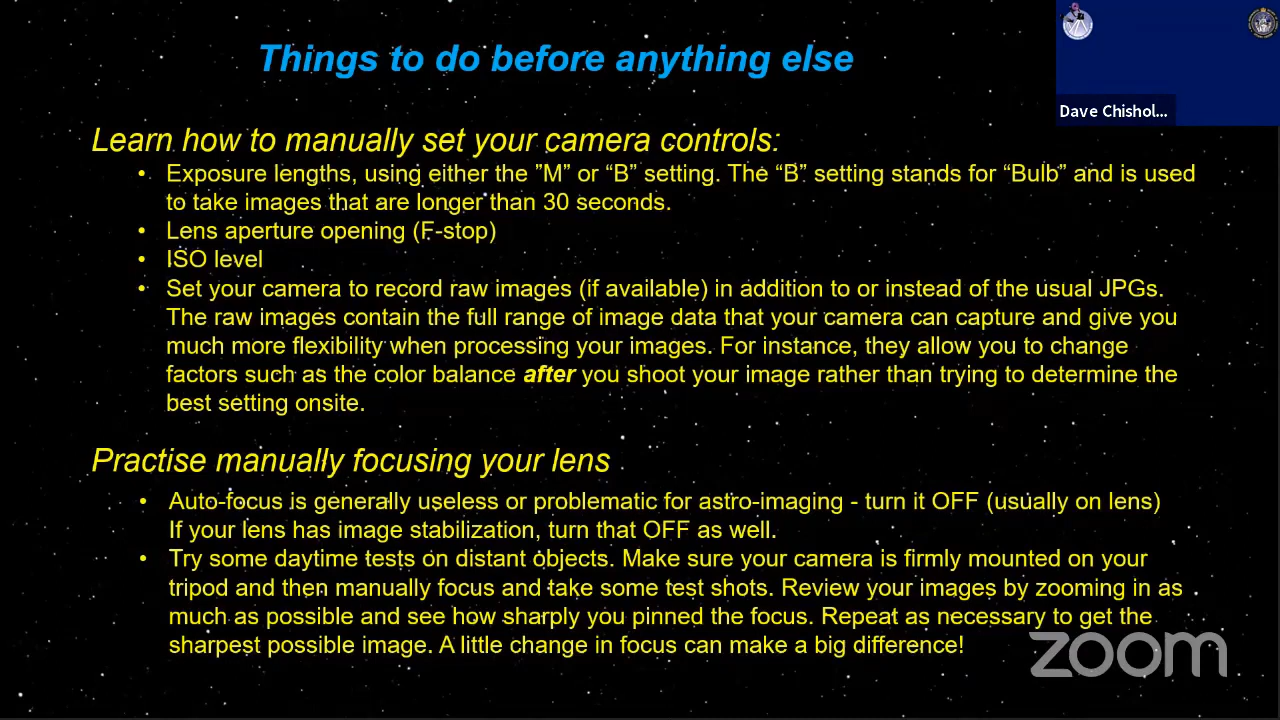 Things to do before anything else
Dave Chishol...
Learn how to manually set your camera controls:
• Exposure lengths, using either the ”M” or “B” setting. The “B” setting stands for “Bulb” and is used
to take images that are longer than 30 seconds.
• Lens aperture opening (F-stop)
• ISO level
• Set your camera to record raw images (if available) in addition to or instead of the usual JPGs.
The raw images contain the full range of image data that your camera can capture and give you
much more flexibility when processing your images. For instance, they allow you to change
factors such as the color balance after you shoot your image rather than trying to determine the
best setting onsite.
Practise manually focusing your lens
• Auto-focus is generally useless or problematic for astro-imaging - turn it OFF (usually on lens)
If your lens has image stabilization, turn that OFF as well.
• Try some daytime tests on distant objects. Make sure your camera is firmly mounted on your
tripod and then manually focus and take some test shots. Review your images by zooming in as
much as possible and see how sharply you pinned the focus. Repeat as necessary to get the
sharpest possible image. A little change in focus can make a big difference!
zoom